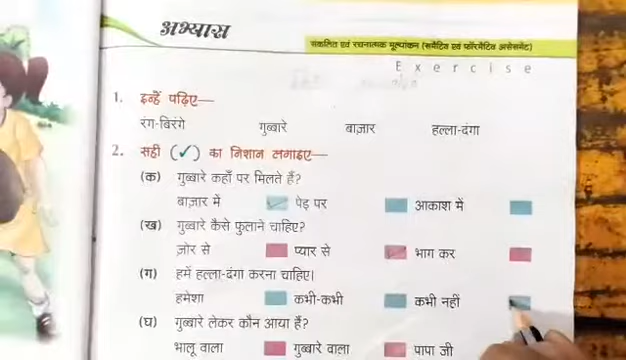 अभ्यास
संकलित एवं रचनात्मक मूल्यांकन (समेटिव एवं फॉरमेटिव असेसमेंट)
Exercise
1. इन्हें पढ़िए—
रंग-बिरंगे गुब्बारे बाज़ार हल्ला-दंगा
2. सही (✓) का निशान लगाइए—
(क) गुब्बारे कहाँ पर मिलते हैं?
बाज़ार में पेड़ पर आकाश में
(ख) गुब्बारे कैसे फुलाने चाहिए?
ज़ोर से प्यार से भाग कर
(ग) हमें हल्ला-दंगा करना चाहिए।
हमेशा कभी-कभी कभी नहीं
(घ) गुब्बारे लेकर कौन आया है?
भालू वाला गुब्बारे वाला पापा जी